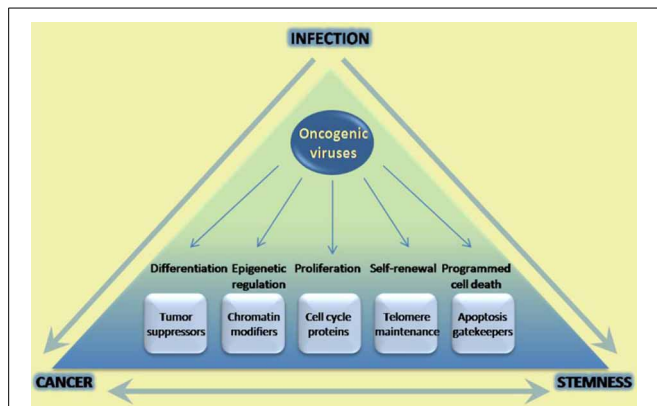 INFECTION
Oncogenic
viruses
Differentiation Epigenetic Proliferation Self-renewal Programmed
regulation cell death
Tumor Chromatin Cell cycle Telomere Apoptosis
suppressors modifiers proteins maintenance gatekeepers
CANCER STEMNESS